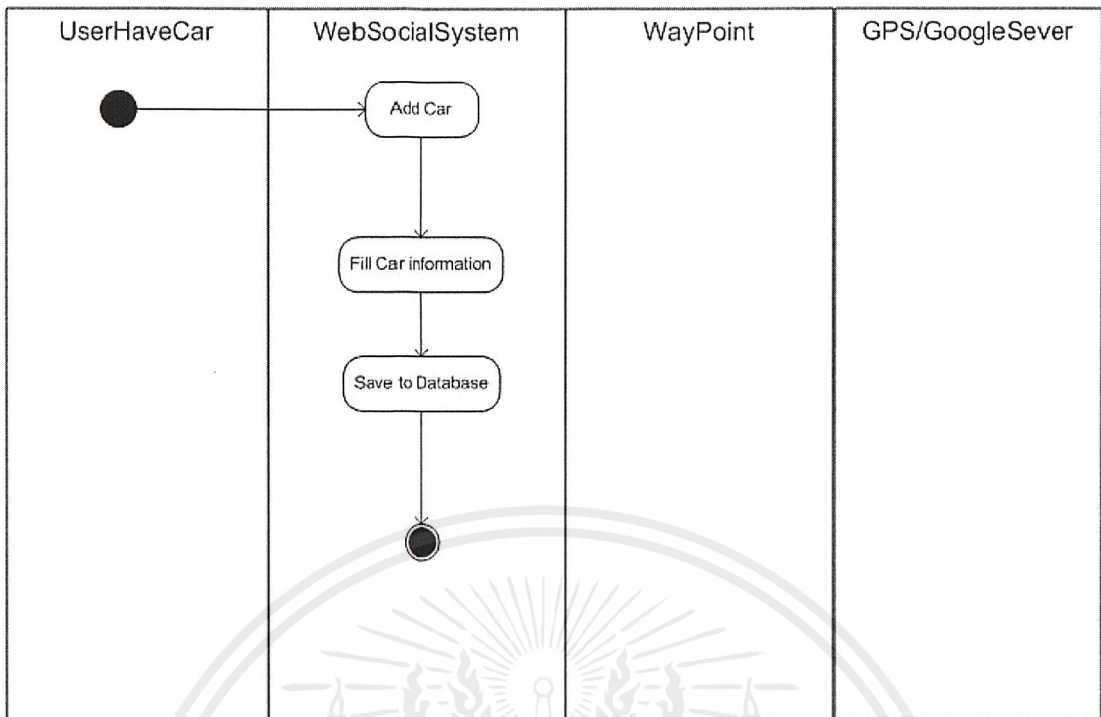 UserHaveCar
WebSocialSystem
WayPoint
GPS/GoogleSever
Add Car
Fill Car information
Save to Database